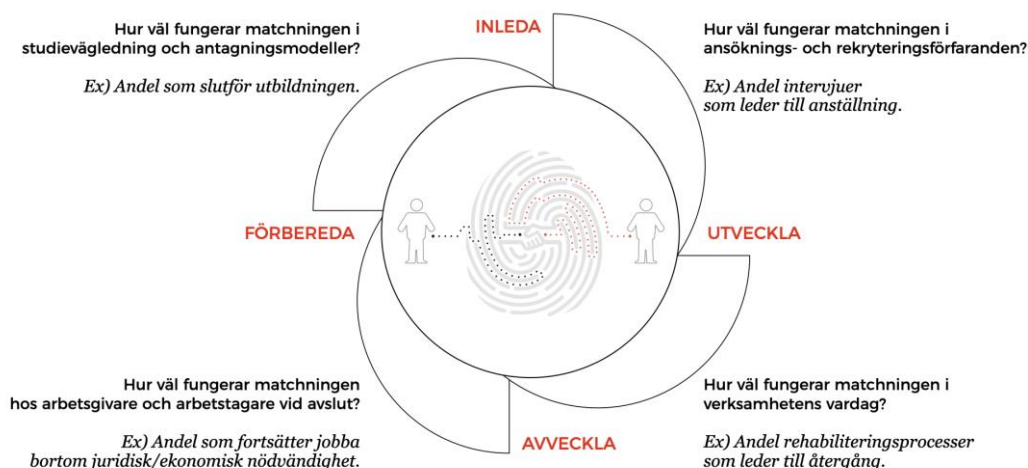 Hur väl fungerar matchningen i
studievägledning och antagningsmodeller?
Ex) Andel som slutför utbildningen.
INLEDA
Hur väl fungerar matchningen i
ansöknings- och rekryteringsförfaranden?
Ex) Andel intervjuer
som leder till anställning.
FÖRBEREDA
UTVECKLA
Hur väl fungerar matchningen
hos arbetsgivare och arbetstagare vid avslut?
Ex) Andel som fortsätter jobba
bortom juridisk/ekonomisk nödvändighet.
AVVECKLA
Hur väl fungerar matchningen i
verksamhetens vardag?
Ex) Andel rehabiliteringsprocesser
som leder till återgång.